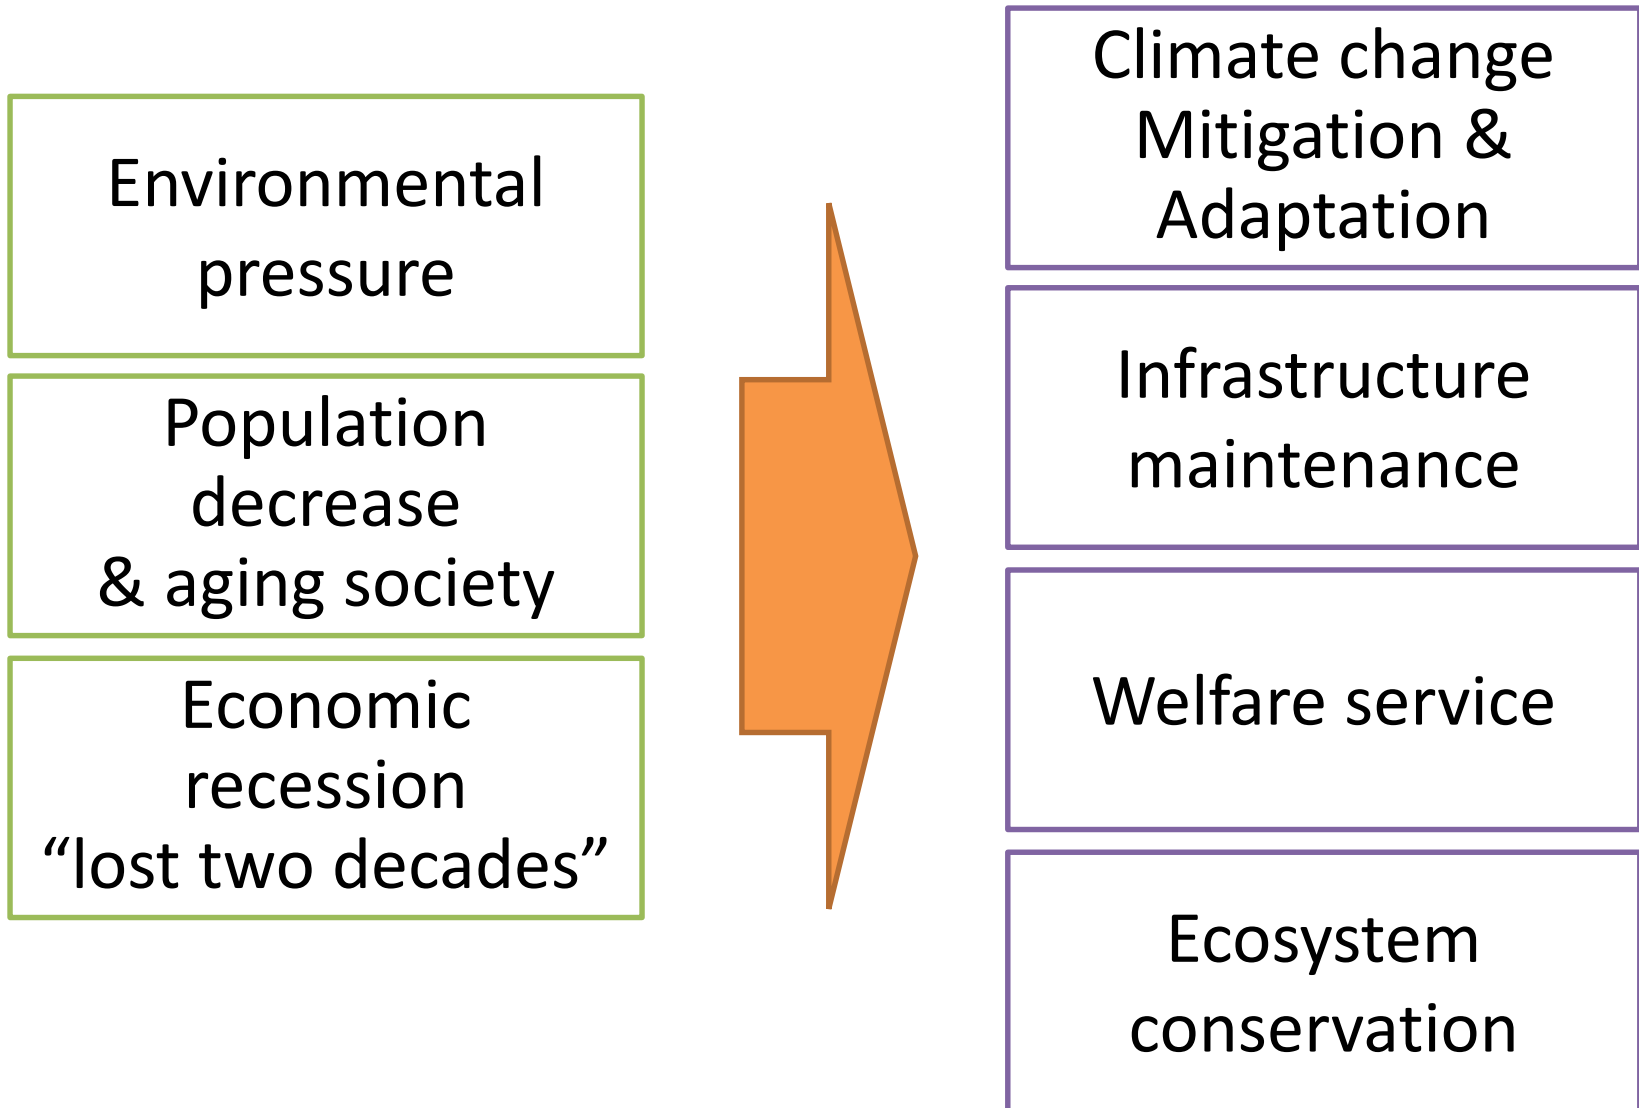 Environmental
pressure
Population
decrease
& aging society
Economic
recession
“lost two decades”
Climate change
Mitigation &
Adaptation
Infrastructure
maintenance
Welfare service
Ecosystem
conservation